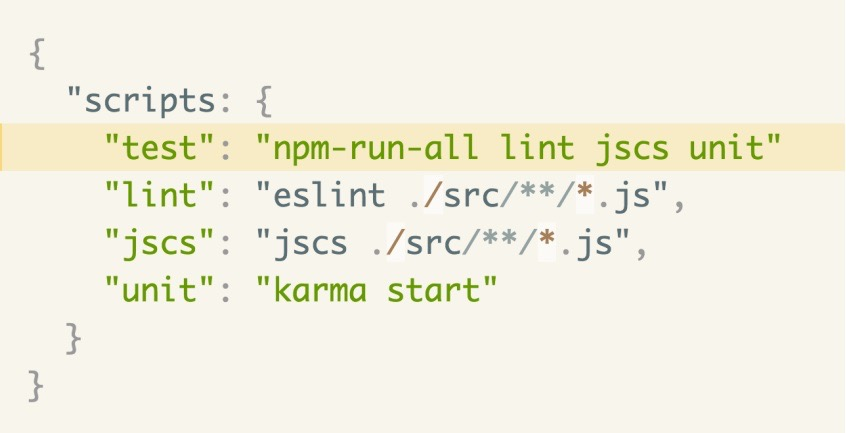 {
  "scripts: {
    "test": "npm-run-all lint jscs unit"
    "lint": "eslint ./src/**/*.js",
    "jscs": "jscs ./src/**/*.js",
    "unit": "karma start"
  }
}